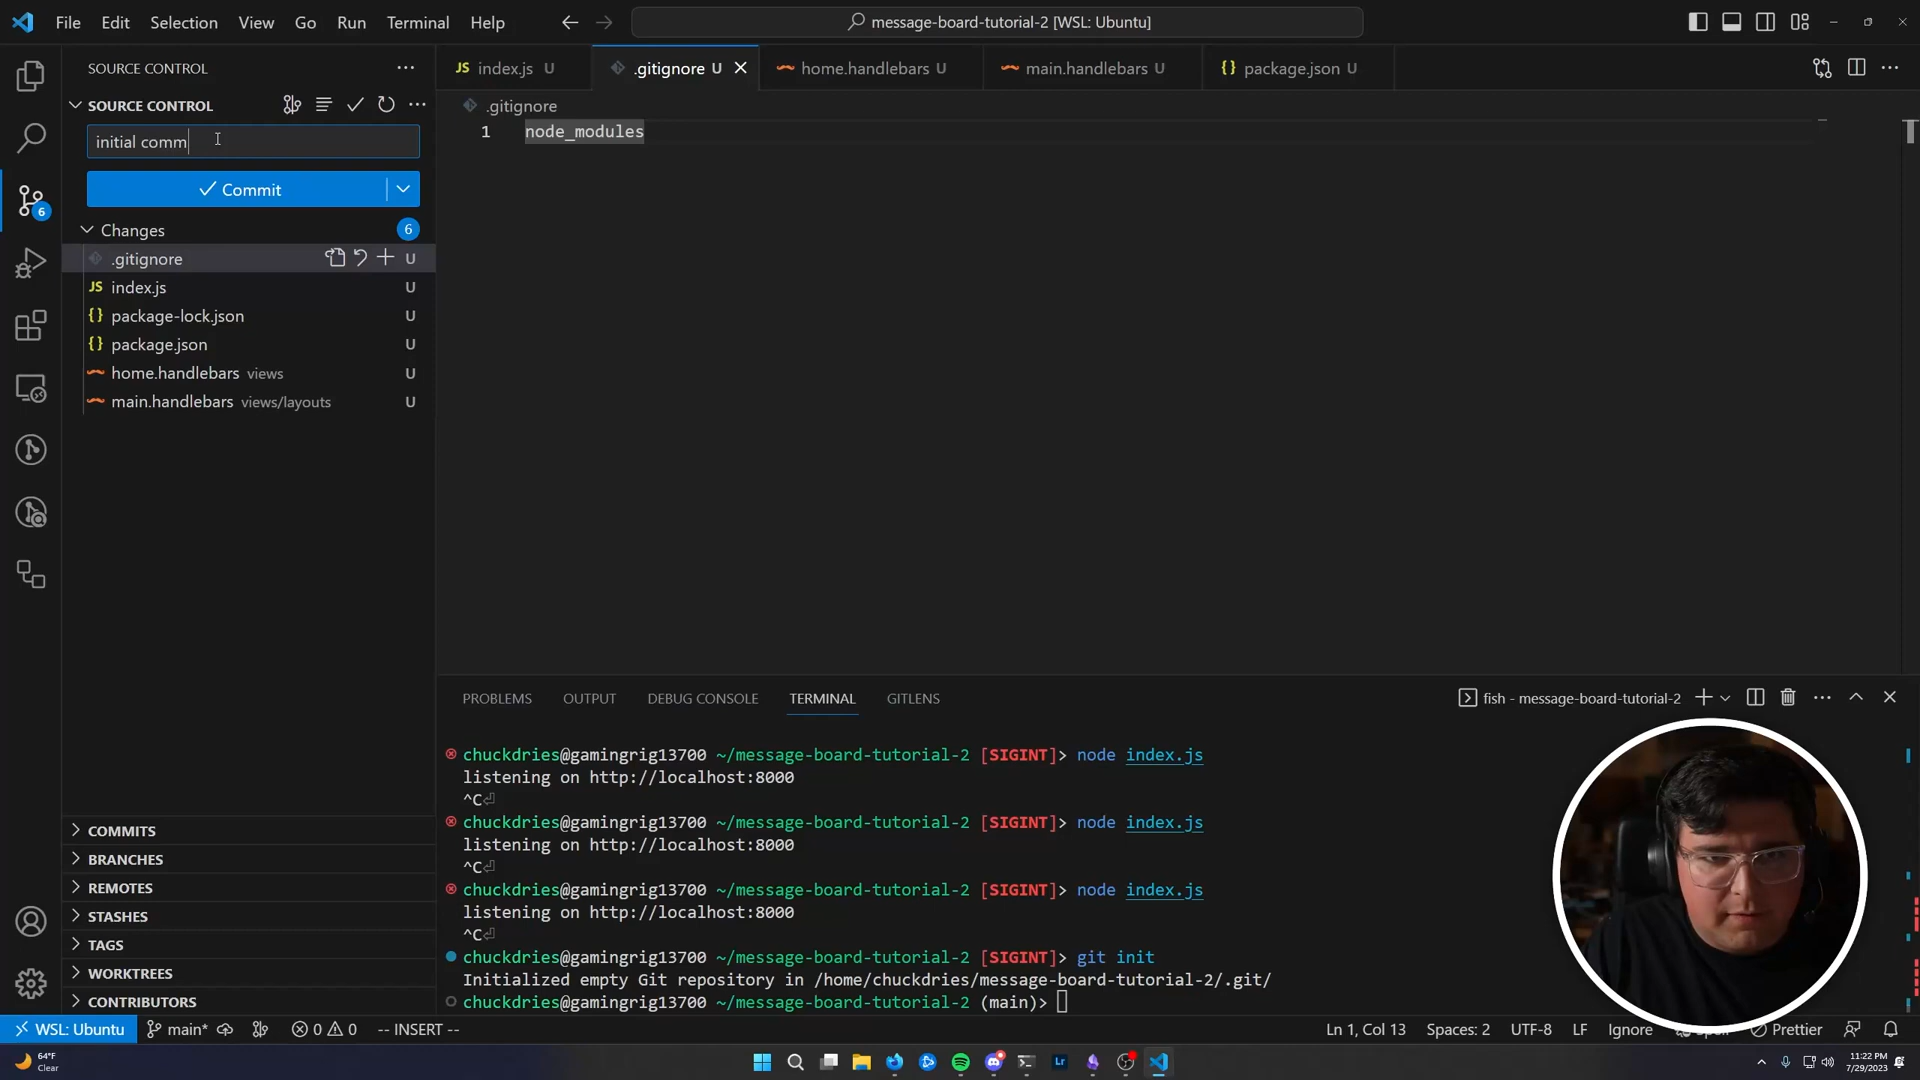 File Edit Selection View Go Run Terminal Help
message-board-tutorial-2 [WSL: Ubuntu]
SOURCE CONTROL
JS index.js U
.gitignore U
home.handlebars U
main.handlebars U
{} package.json U
SOURCE CONTROL
.gitignore
initial comm
1 node_modules
Commit
6
Changes 6
.gitignore U
JS index.js U
{} package-lock.json U
{} package.json U
home.handlebars views U
main.handlebars views/layouts U
PROBLEMS OUTPUT DEBUG CONSOLE TERMINAL GITLENS
fish - message-board-tutorial-2
chuckdries@gamingrig13700 ~/message-board-tutorial-2 [SIGINT]> node index.js
listening on http://localhost:8000
^C⏎
chuckdries@gamingrig13700 ~/message-board-tutorial-2 [SIGINT]> node index.js
listening on http://localhost:8000
^C⏎
chuckdries@gamingrig13700 ~/message-board-tutorial-2 [SIGINT]> node index.js
listening on http://localhost:8000
^C⏎
chuckdries@gamingrig13700 ~/message-board-tutorial-2 [SIGINT]> git init
Initialized empty Git repository in /home/chuckdries/message-board-tutorial-2/.git/
chuckdries@gamingrig13700 ~/message-board-tutorial-2 (main)>
COMMITS
BRANCHES
REMOTES
STASHES
TAGS
WORKTREES
CONTRIBUTORS
WSL: Ubuntu main* 0 0 -- INSERT --
Ln 1, Col 13 Spaces: 2 UTF-8 LF Ignore Prettier
64°F
Clear
Lr
11:22 PM
7/29/2023